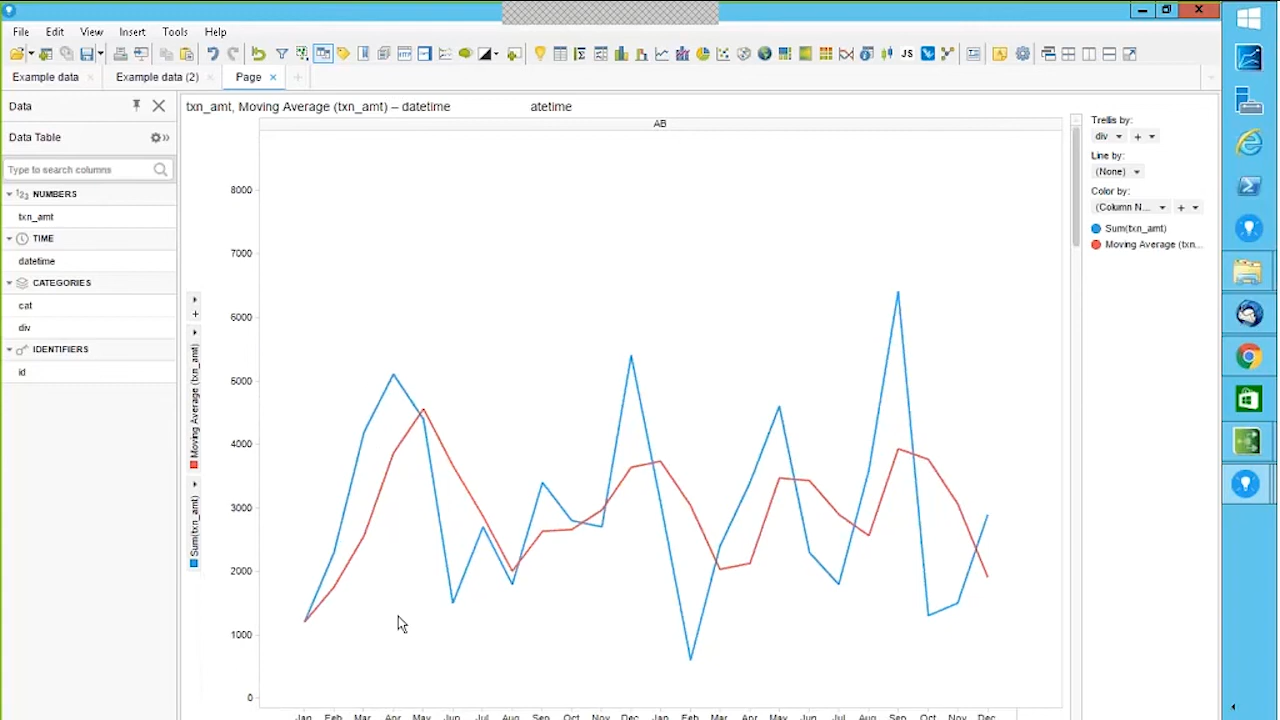 File Edit View Insert Tools Help
JS
Example data Example data (2) Page
Data
Data Table
Type to search columns
NUMBERS
txn_amt
TIME
datetime
CATEGORIES
cat
div
IDENTIFIERS
id
txn_amt, Moving Average (txn_amt) – datetime atetime
AB
8000
7000
6000
5000
4000
3000
2000
1000
0
Moving Average (txn_amt)
Sum(txn_amt)
Jan Feb Mar Apr May Jun Jul Aug Sep Oct Nov Dec Jan Feb Mar Apr May Jun Jul Aug Sep Oct Nov Dec
Trellis by:
div
Line by:
(None)
Color by:
(Column N...
Sum(txn_amt)
Moving Average (txn...